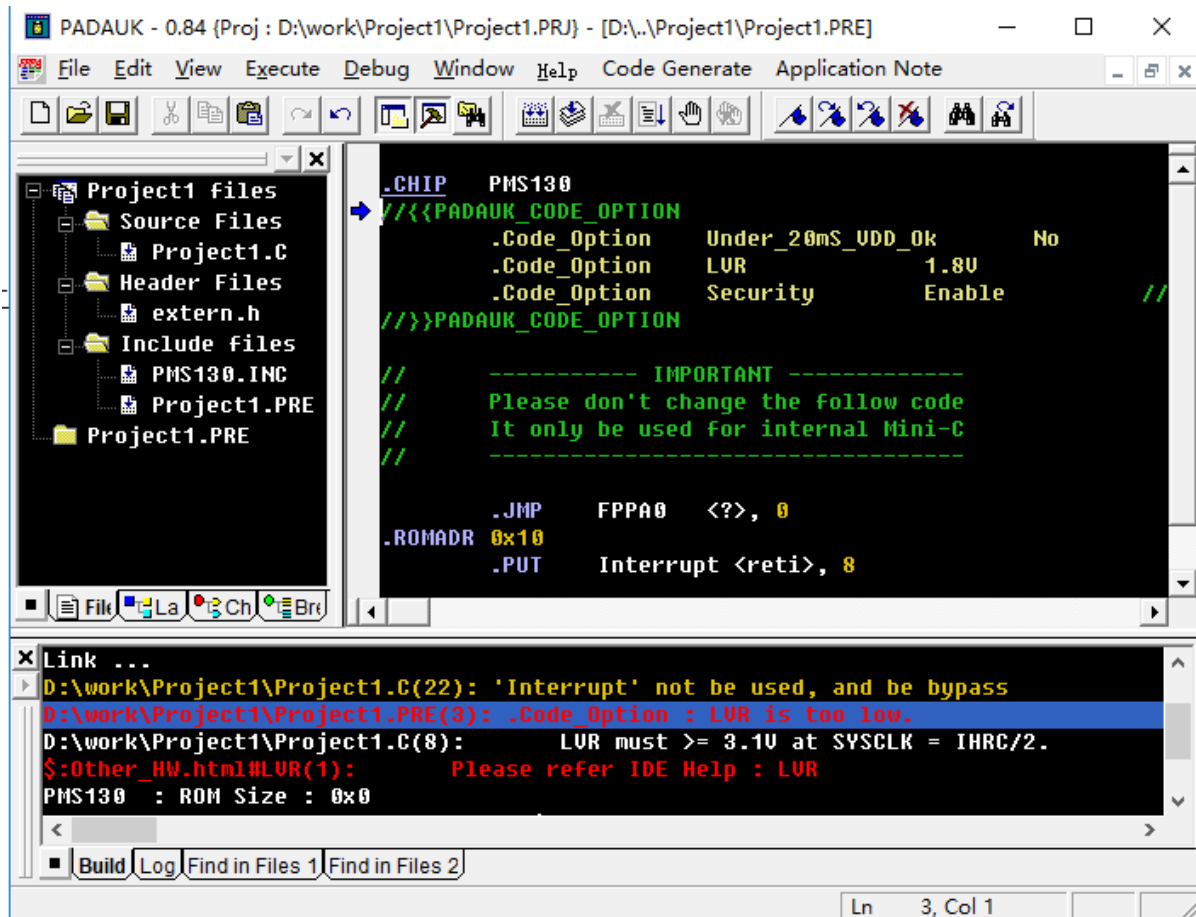 PADAUK - 0.84 {Proj : D:\work\Project1\Project1.PRJ} - [D:\..\Project1\Project1.PRE]
File Edit View Execute Debug Window Help Code Generate Application Note
Project1 files
Source Files
Project1.C
Header Files
extern.h
Include files
PMS130.INC
Project1.PRE
Project1.PRE
File La Ch Bre
.CHIP PMS130
//{{PADAUK_CODE_OPTION
.Code_Option Under_20mS_VDD_Ok No
.Code_Option LVR 1.8V
.Code_Option Security Enable //
//}}PADAUK_CODE_OPTION
// ----------- IMPORTANT -------------
// Please don't change the follow code
// It only be used for internal Mini-C
// -----------------------------------
.JMP FPPA0 <?>, 0
.ROMADR 0x10
.PUT Interrupt <reti>, 8
Link ...
D:\work\Project1\Project1.C(22): 'Interrupt' not be used, and be bypass
D:\work\Project1\Project1.PRE(3): .Code_Option : LVR is too low.
D:\work\Project1\Project1.C(8): LVR must >= 3.1V at SYSCLK = IHRC/2.
$:Other_HW.html#LVR(1): Please refer IDE Help : LVR
PMS130 : ROM Size : 0x0
Build Log Find in Files 1 Find in Files 2
Ln 3, Col 1